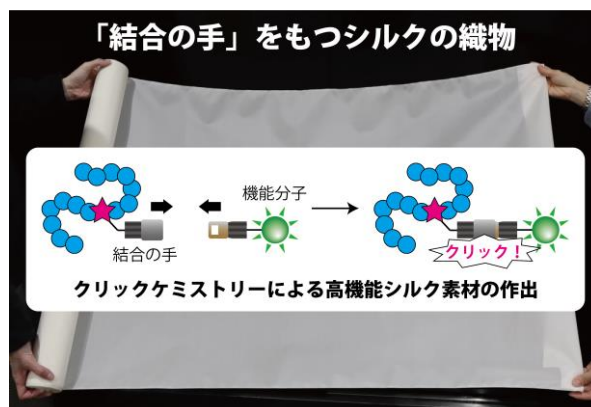 「結合の手」をもつシルクの織物
機能分子
結合の手
クリック！
クリックケミストリーによる高機能シルク素材の作出